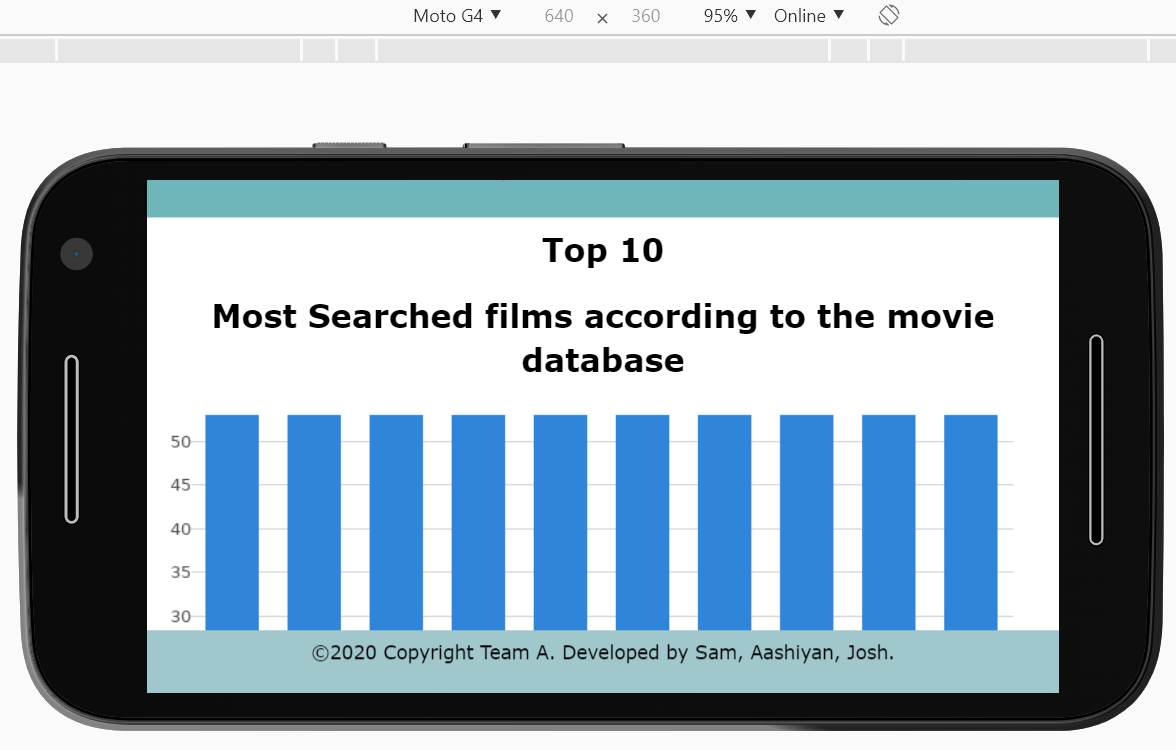 Moto G4 ▼ 640 × 360 95% ▼ Online ▼
Top 10
Most Searched films according to the movie
database
50
45
40
35
30
©2020 Copyright Team A. Developed by Sam, Aashiyan, Josh.